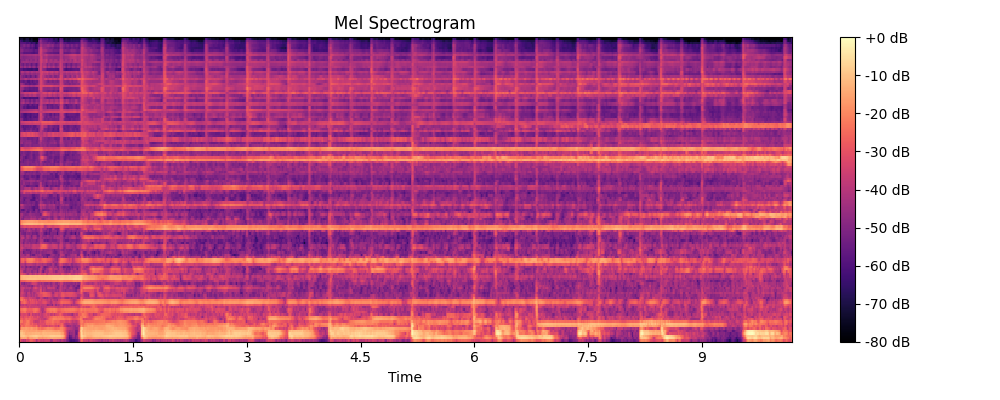 Mel Spectrogram
+0 dB
-10 dB
-20 dB
-30 dB
-40 dB
-50 dB
-60 dB
-70 dB
-80 dB
0 1.5 3 4.5 6 7.5 9
Time